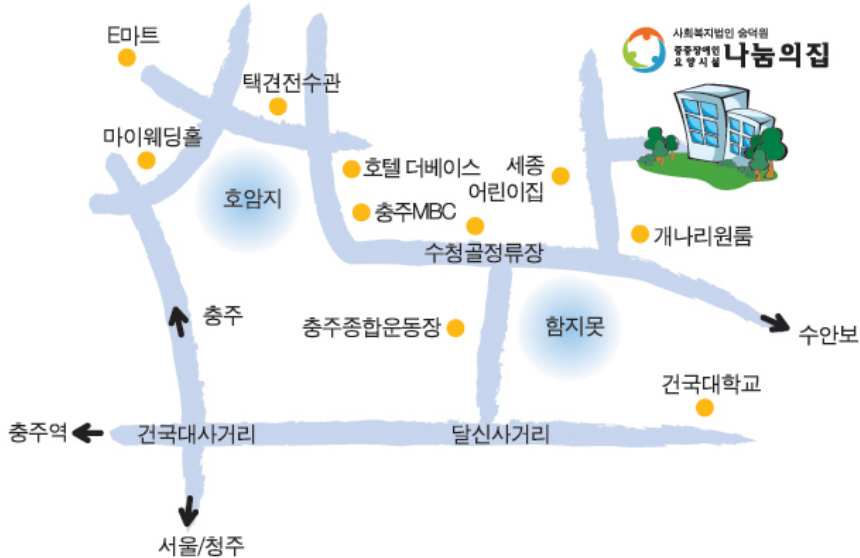 E마트
사회복지법인 숭덕원
중증장애인
요양시설
나눔의집
택견전수관
마이웨딩홀
호텔 더베이스
세종
어린이집
호암지
충주MBC
수청골정류장
개나리원룸
충주
충주종합운동장
함지못
수안보
건국대학교
충주역
건국대사거리
달신사거리
서울/청주